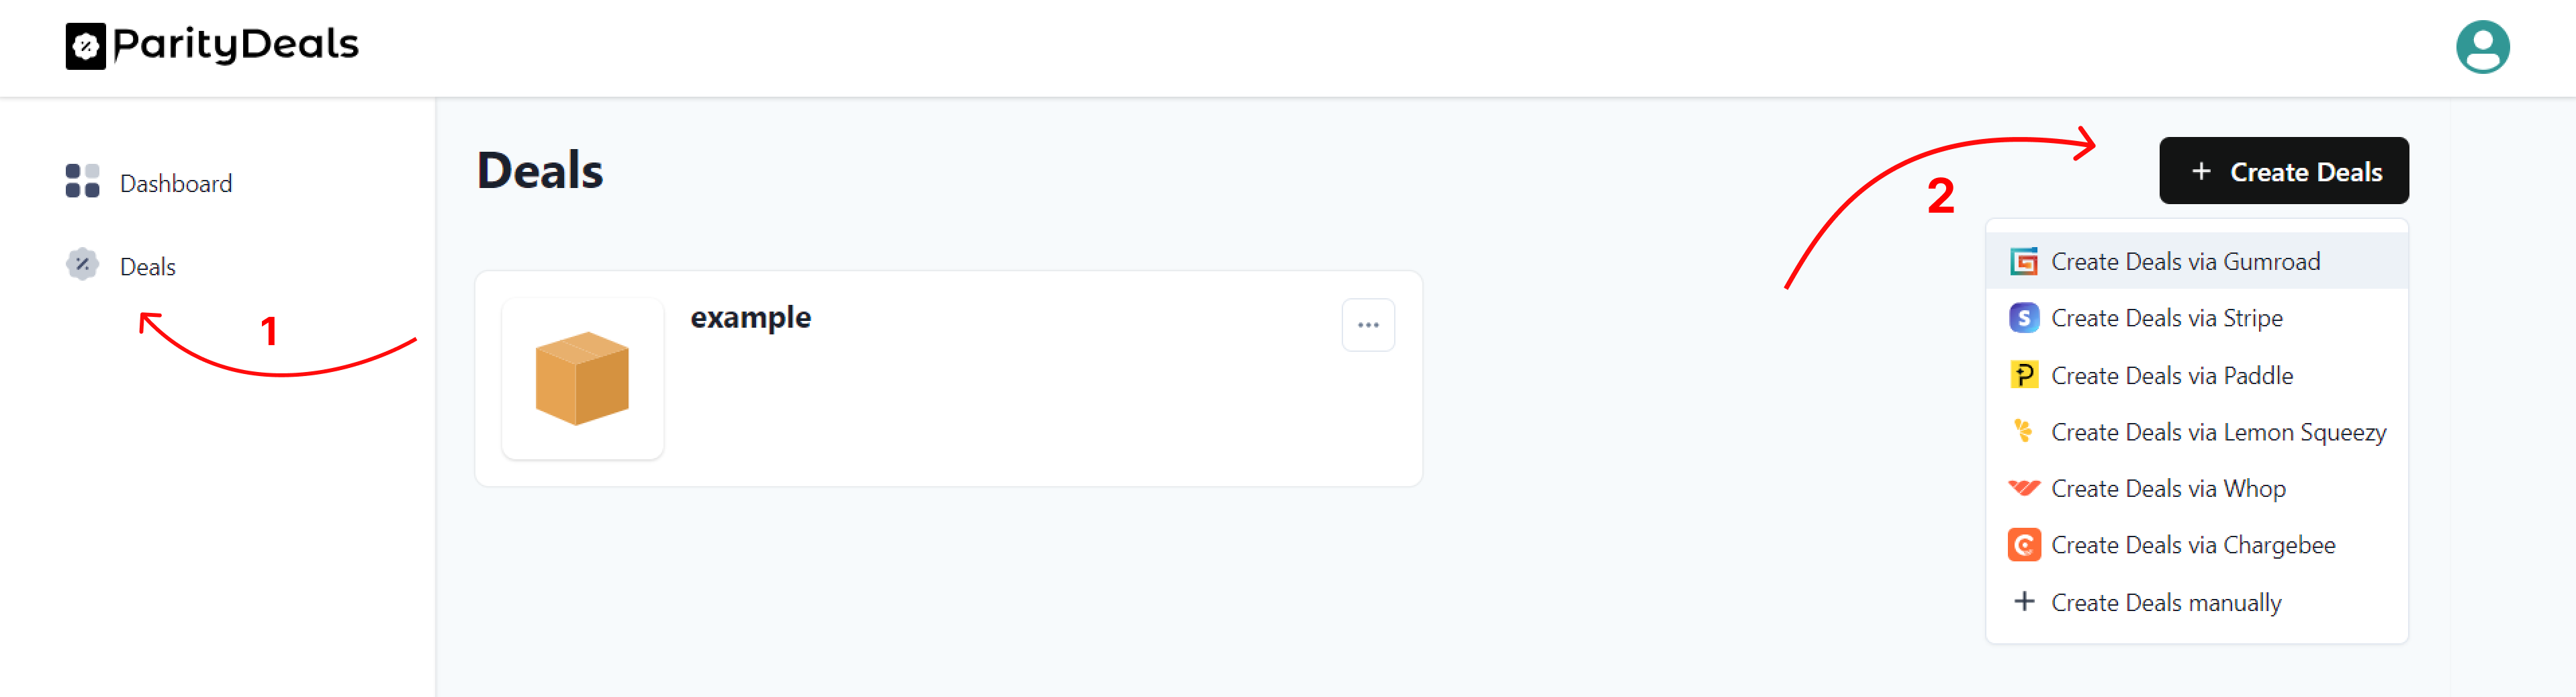 ParityDeals
Dashboard
Deals
1
Deals
example
2
+ Create Deals
Create Deals via Gumroad
Create Deals via Stripe
Create Deals via Paddle
Create Deals via Lemon Squeezy
Create Deals via Whop
Create Deals via Chargebee
+ Create Deals manually